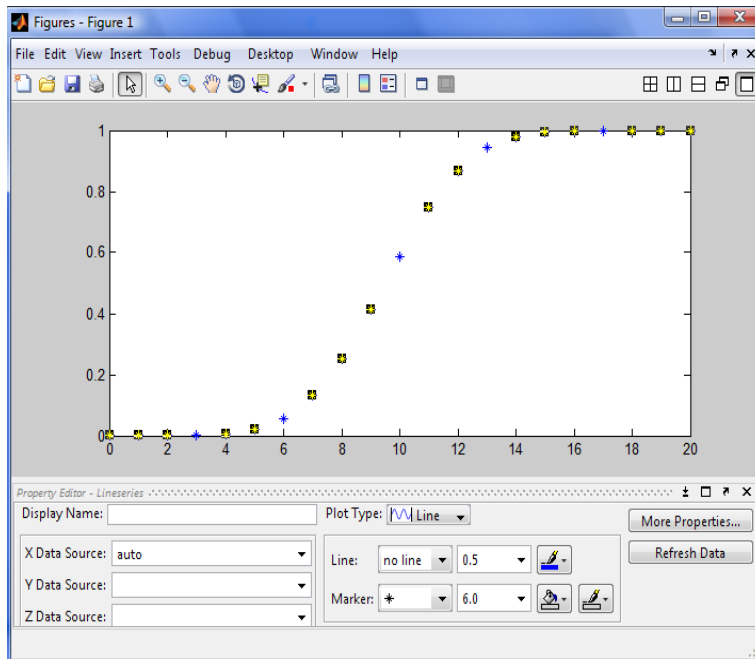 Figures - Figure 1
File Edit View Insert Tools Debug Desktop Window Help
1
0.8
0.6
0.4
0.2
0
0 2 4 6 8 10 12 14 16 18 20
Property Editor - Lineseries
Display Name:
Plot Type: Line
More Properties...
X Data Source: auto
Line: no line 0.5
Refresh Data
Y Data Source:
Marker: * 6.0
Z Data Source: